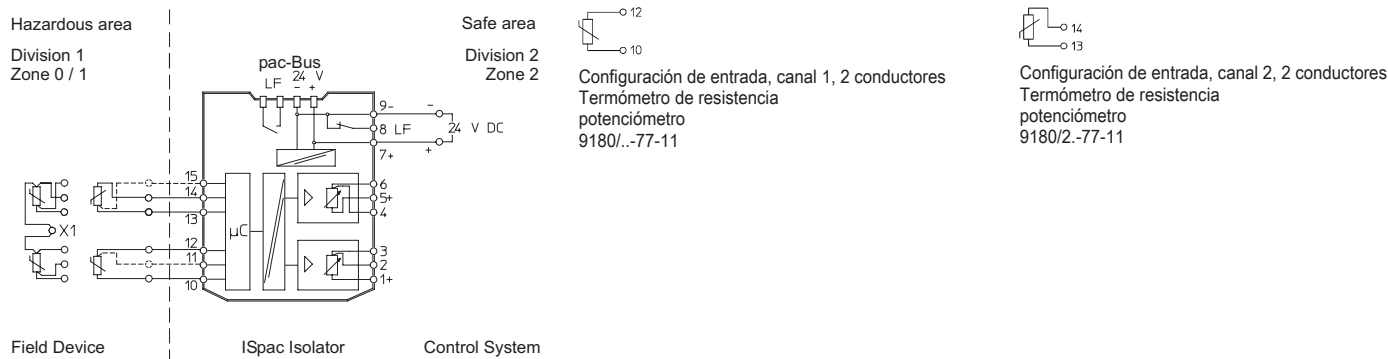 Hazardous area
Safe area
Division 1
Zone 0 / 1
Division 2
Zone 2
pac-Bus
LF 24 V
- +
9-
8 LF
7+
-
24 V DC
+
15
14
13
12
11
10
X1
µC
6
5+
4
3
2
1+
Field Device
ISpac Isolator
Control System
12
10
Configuración de entrada, canal 1, 2 conductores
Termómetro de resistencia
potenciómetro
9180/..-77-11
14
13
Configuración de entrada, canal 2, 2 conductores
Termómetro de resistencia
potenciómetro
9180/2.-77-11